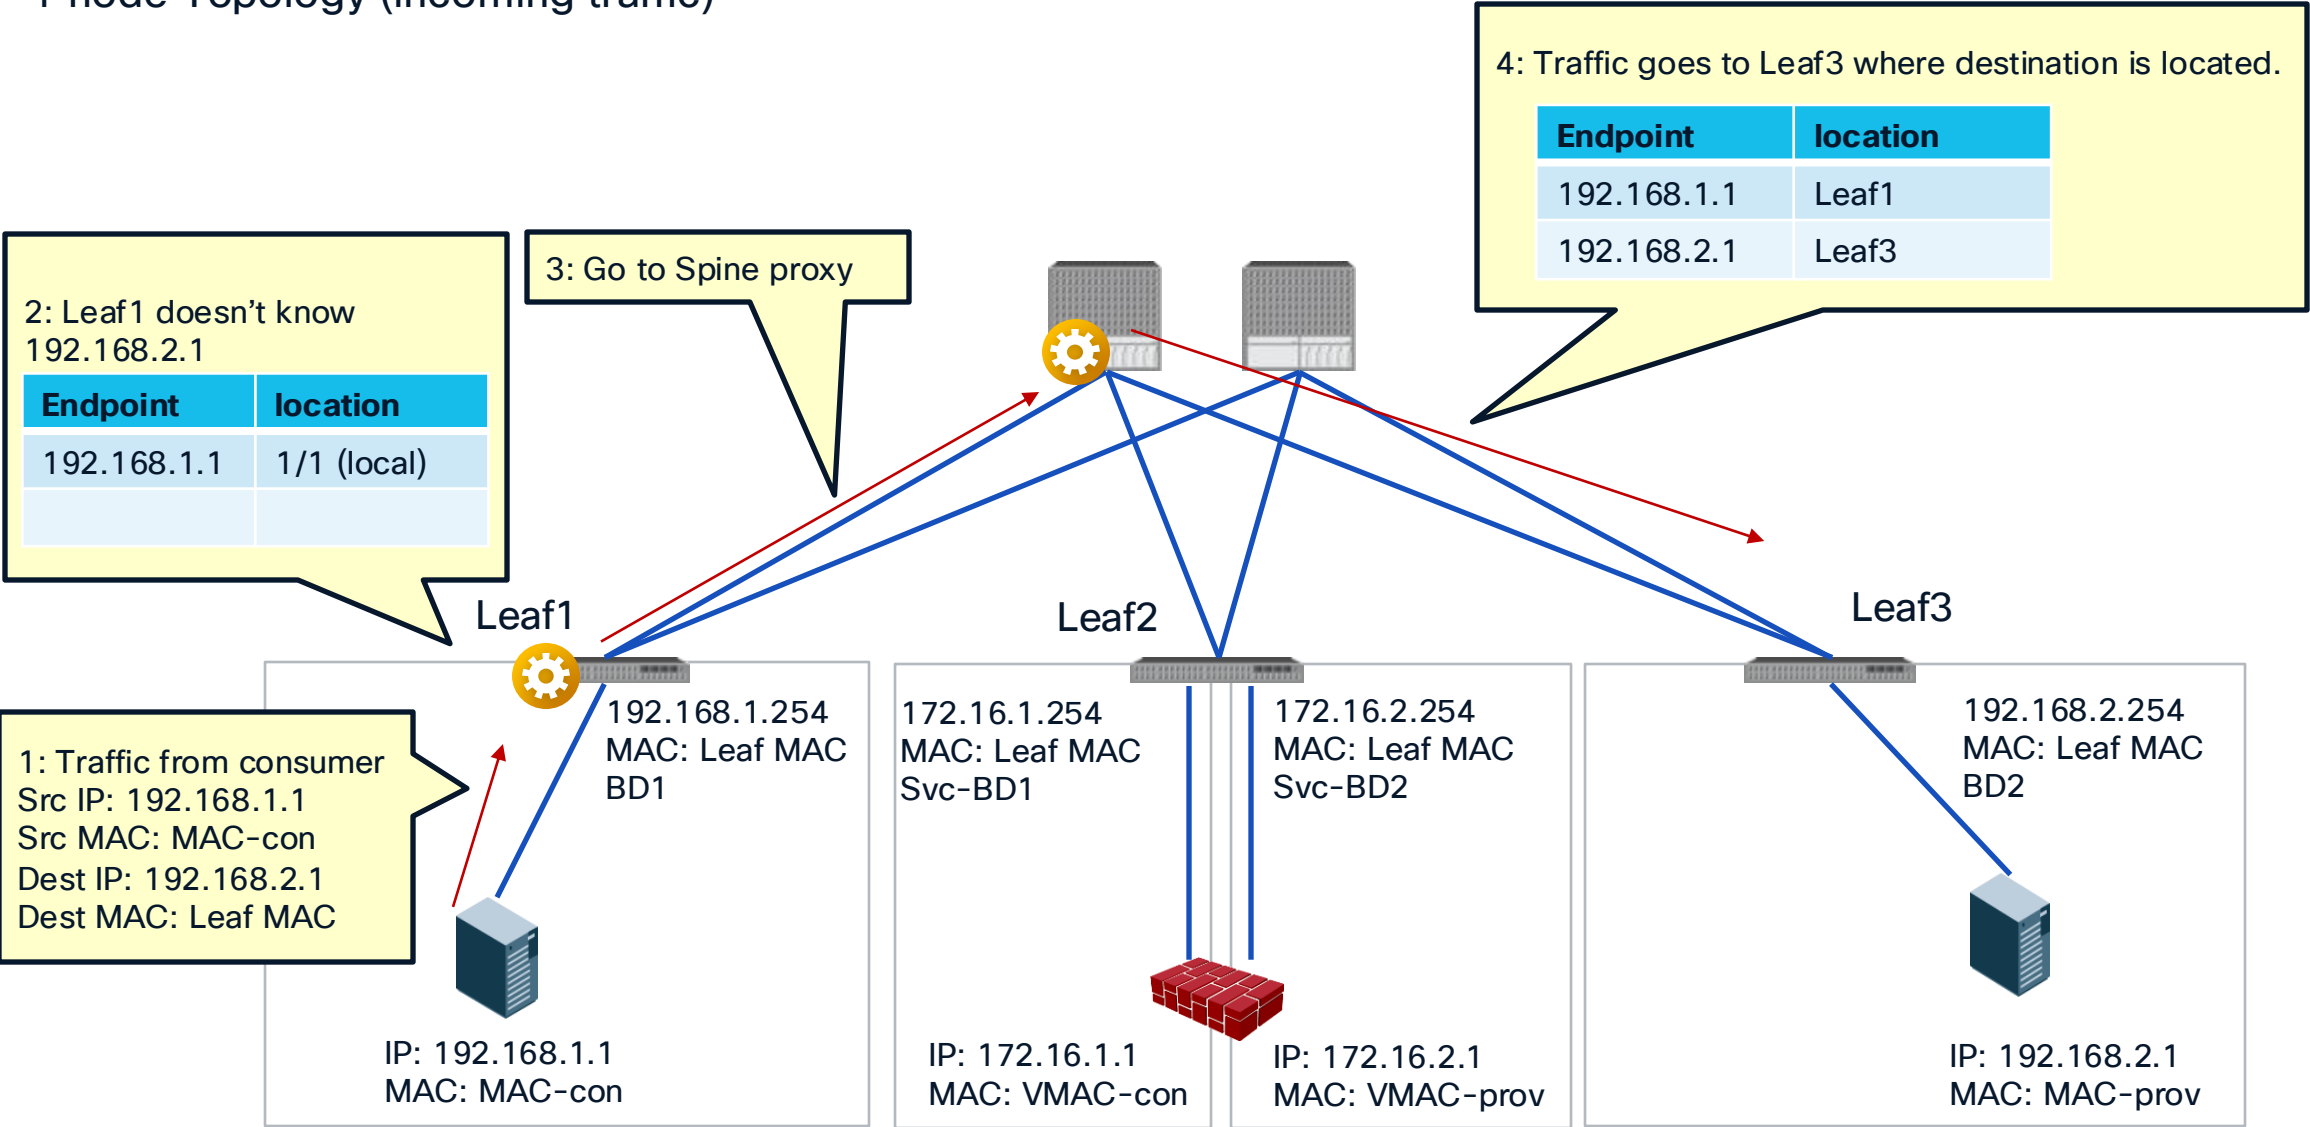 Topology (incoming traffic)
4: Traffic goes to Leaf3 where destination is located.
Endpoint location
192.168.1.1 Leaf1
192.168.2.1 Leaf3
3: Go to Spine proxy
2: Leaf1 doesn’t know
192.168.2.1
Endpoint location
192.168.1.1 1/1 (local)
Leaf1
Leaf2
Leaf3
1: Traffic from consumer
Src IP: 192.168.1.1
Src MAC: MAC-con
Dest IP: 192.168.2.1
Dest MAC: Leaf MAC
192.168.1.254
MAC: Leaf MAC
BD1
172.16.1.254
MAC: Leaf MAC
Svc-BD1
172.16.2.254
MAC: Leaf MAC
Svc-BD2
192.168.2.254
MAC: Leaf MAC
BD2
IP: 192.168.1.1
MAC: MAC-con
IP: 172.16.1.1
MAC: VMAC-con
IP: 172.16.2.1
MAC: VMAC-prov
IP: 192.168.2.1
MAC: MAC-prov